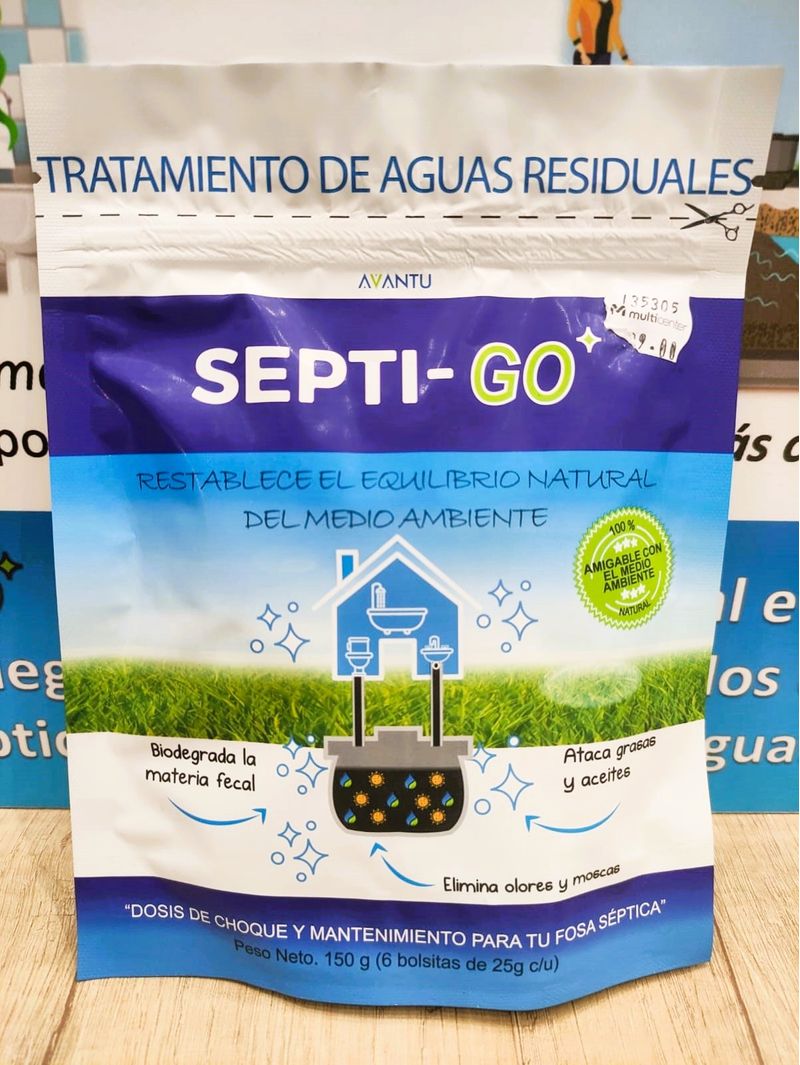 TRATAMIENTO DE AGUAS RESIDUALES
AVANTU
135305
multicenter
SEPTI-GO
RESTABLECE EL EQUILIBRIO NATURAL
DEL MEDIO AMBIENTE
100 %
AMIGABLE CON
EL MEDIO
AMBIENTE
NATURAL
Biodegrada la
materia fecal
Ataca grasas
y aceites
Elimina olores y moscas
“DOSIS DE CHOQUE Y MANTENIMIENTO PARA TU FOSA SÉPTICA”
Peso Neto. 150 g (6 bolsitas de 25g c/u)